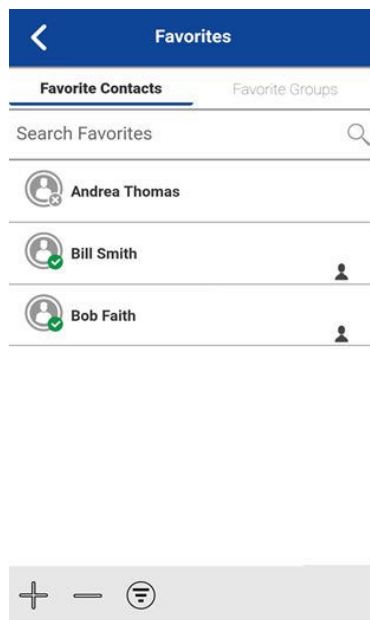 Favorites
Favorite Contacts Favorite Groups
Search Favorites
Andrea Thomas
Bill Smith
Bob Faith